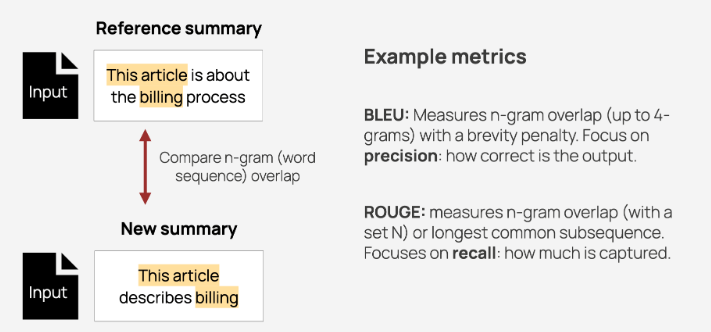 Reference summary
Input
This article is about
the billing process
Compare n-gram (word
sequence) overlap
New summary
Input
This article
describes billing
Example metrics
BLEU: Measures n-gram overlap (up to 4-
grams) with a brevity penalty. Focus on
precision: how correct is the output.
ROUGE: measures n-gram overlap (with a
set N) or longest common subsequence.
Focuses on recall: how much is captured.